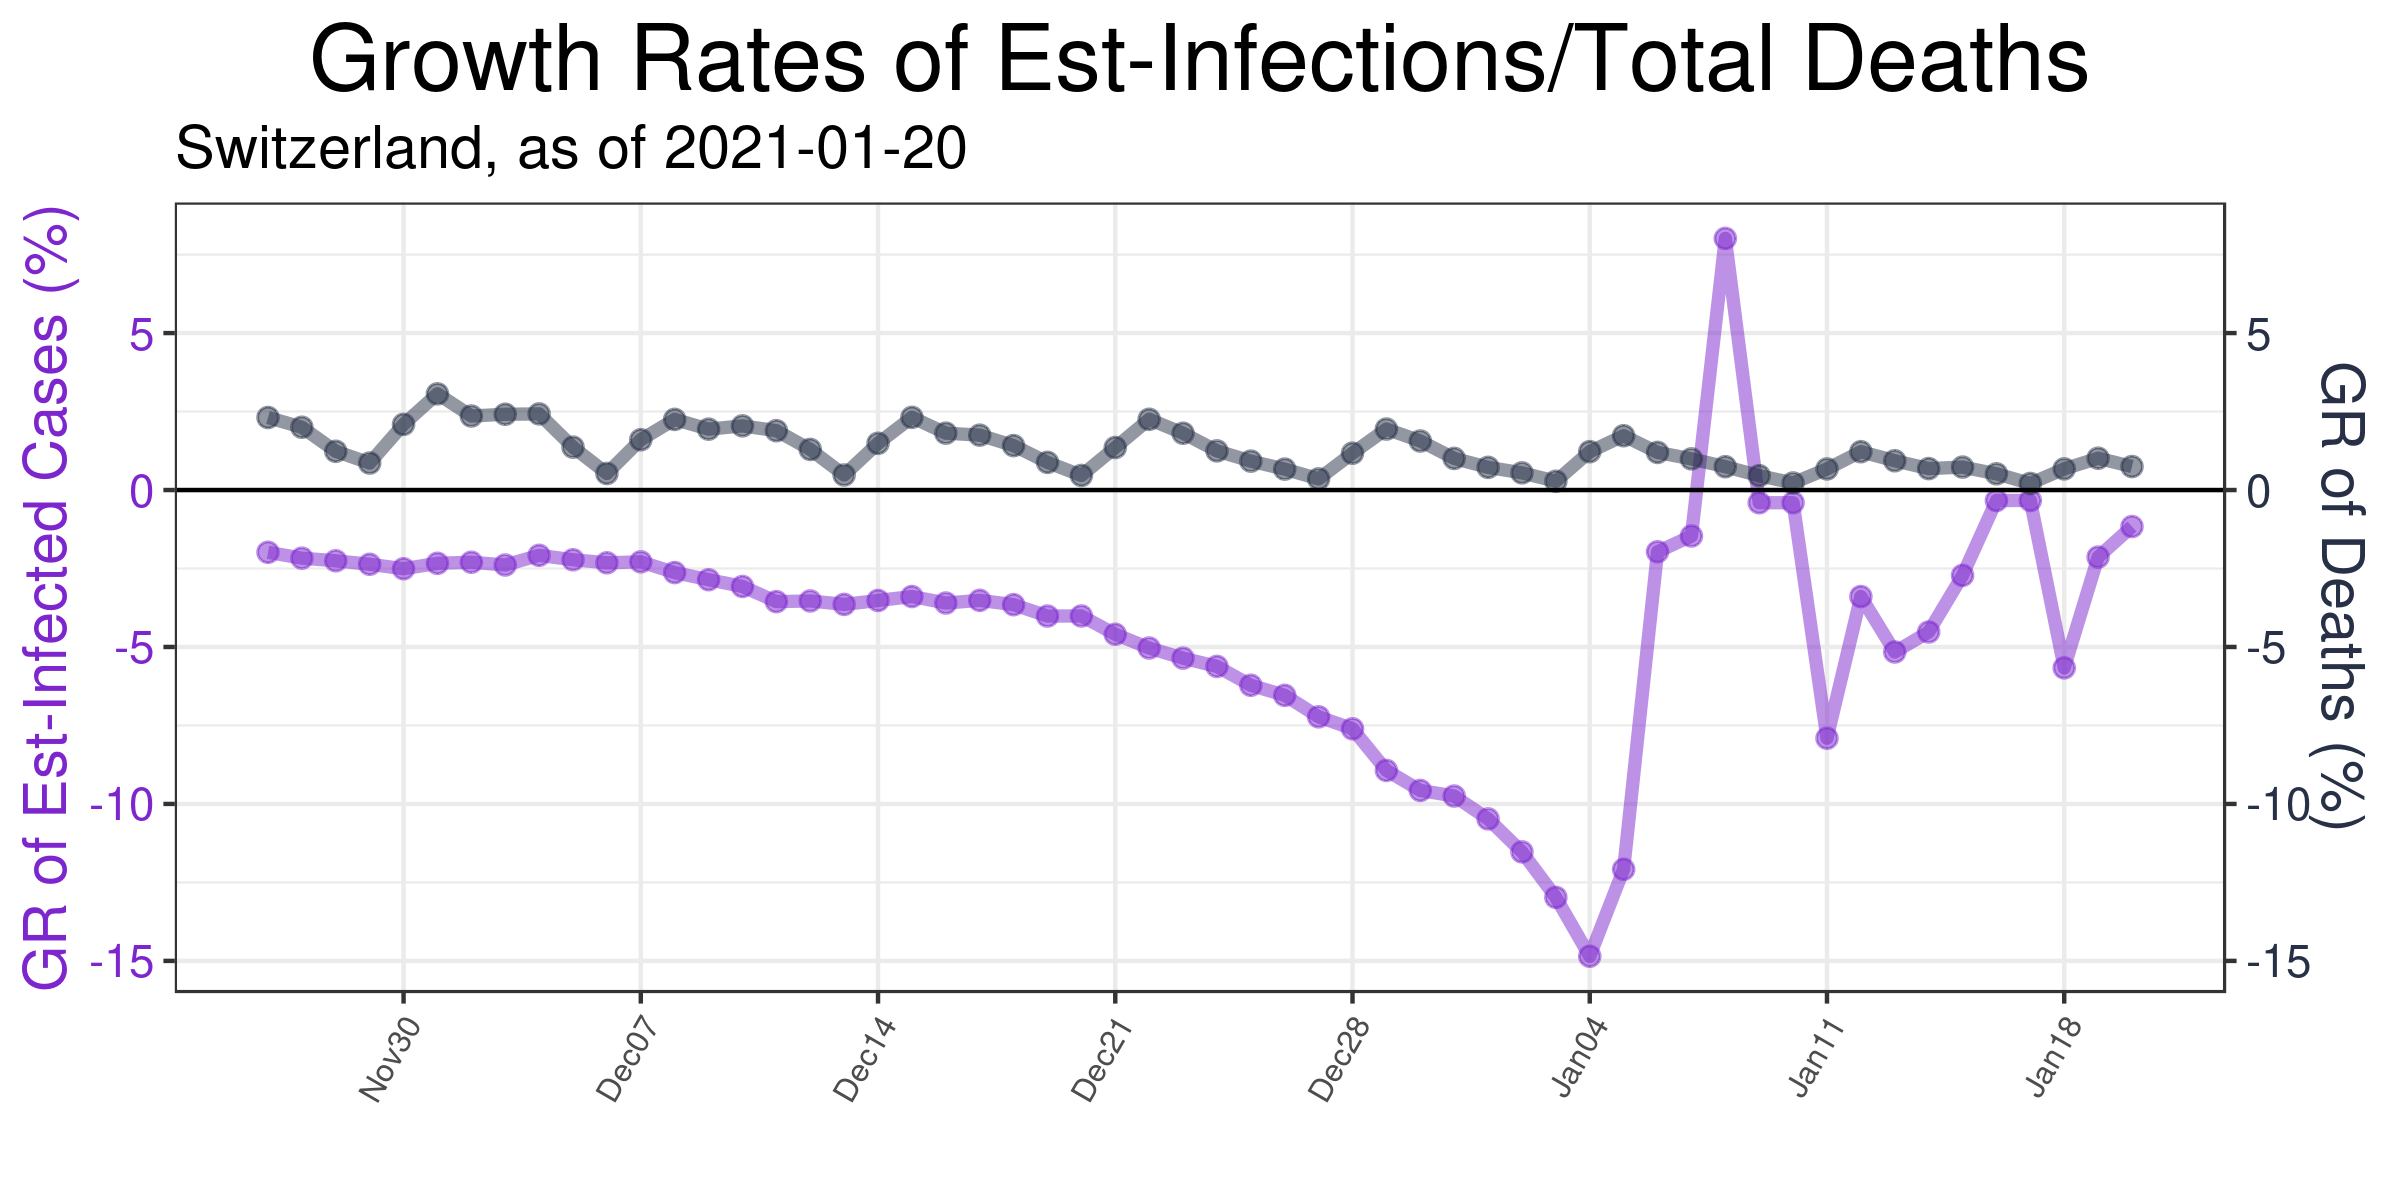 Growth Rates of Est-Infections/Total Deaths
Switzerland, as of 2021-01-20
GR of Est-Infected Cases (%)
5
0
-5
-10
-15
5
0
-5
-10
-15
GR of Deaths (%)
Nov30
Dec07
Dec14
Dec21
Dec28
Jan04
Jan11
Jan18